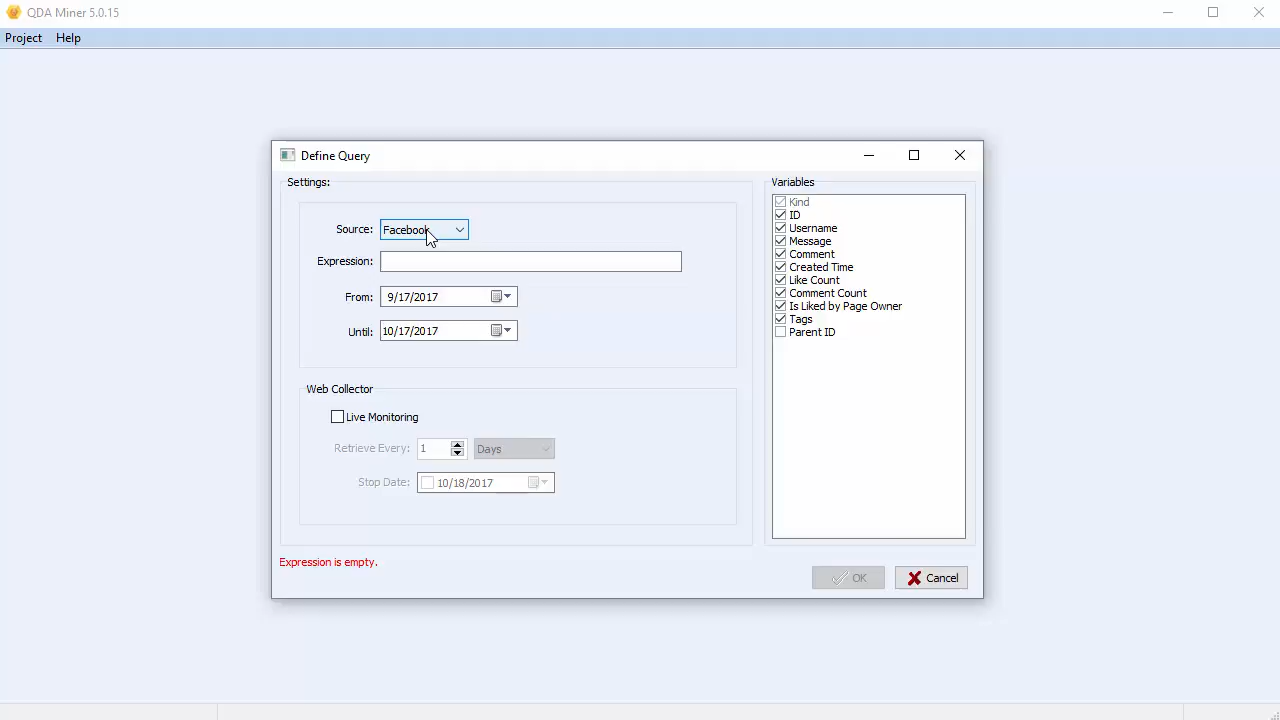 QDA Miner 5.0.15
Project Help
Define Query
Settings:
Source: Facebook
Expression:
From: 9/17/2017
Until: 10/17/2017
Web Collector
Live Monitoring
Retrieve Every: 1 Days
Stop Date: 10/18/2017
Expression is empty.
Variables
Kind
ID
Username
Message
Comment
Created Time
Like Count
Comment Count
Is Liked by Page Owner
Tags
Parent ID
OK Cancel